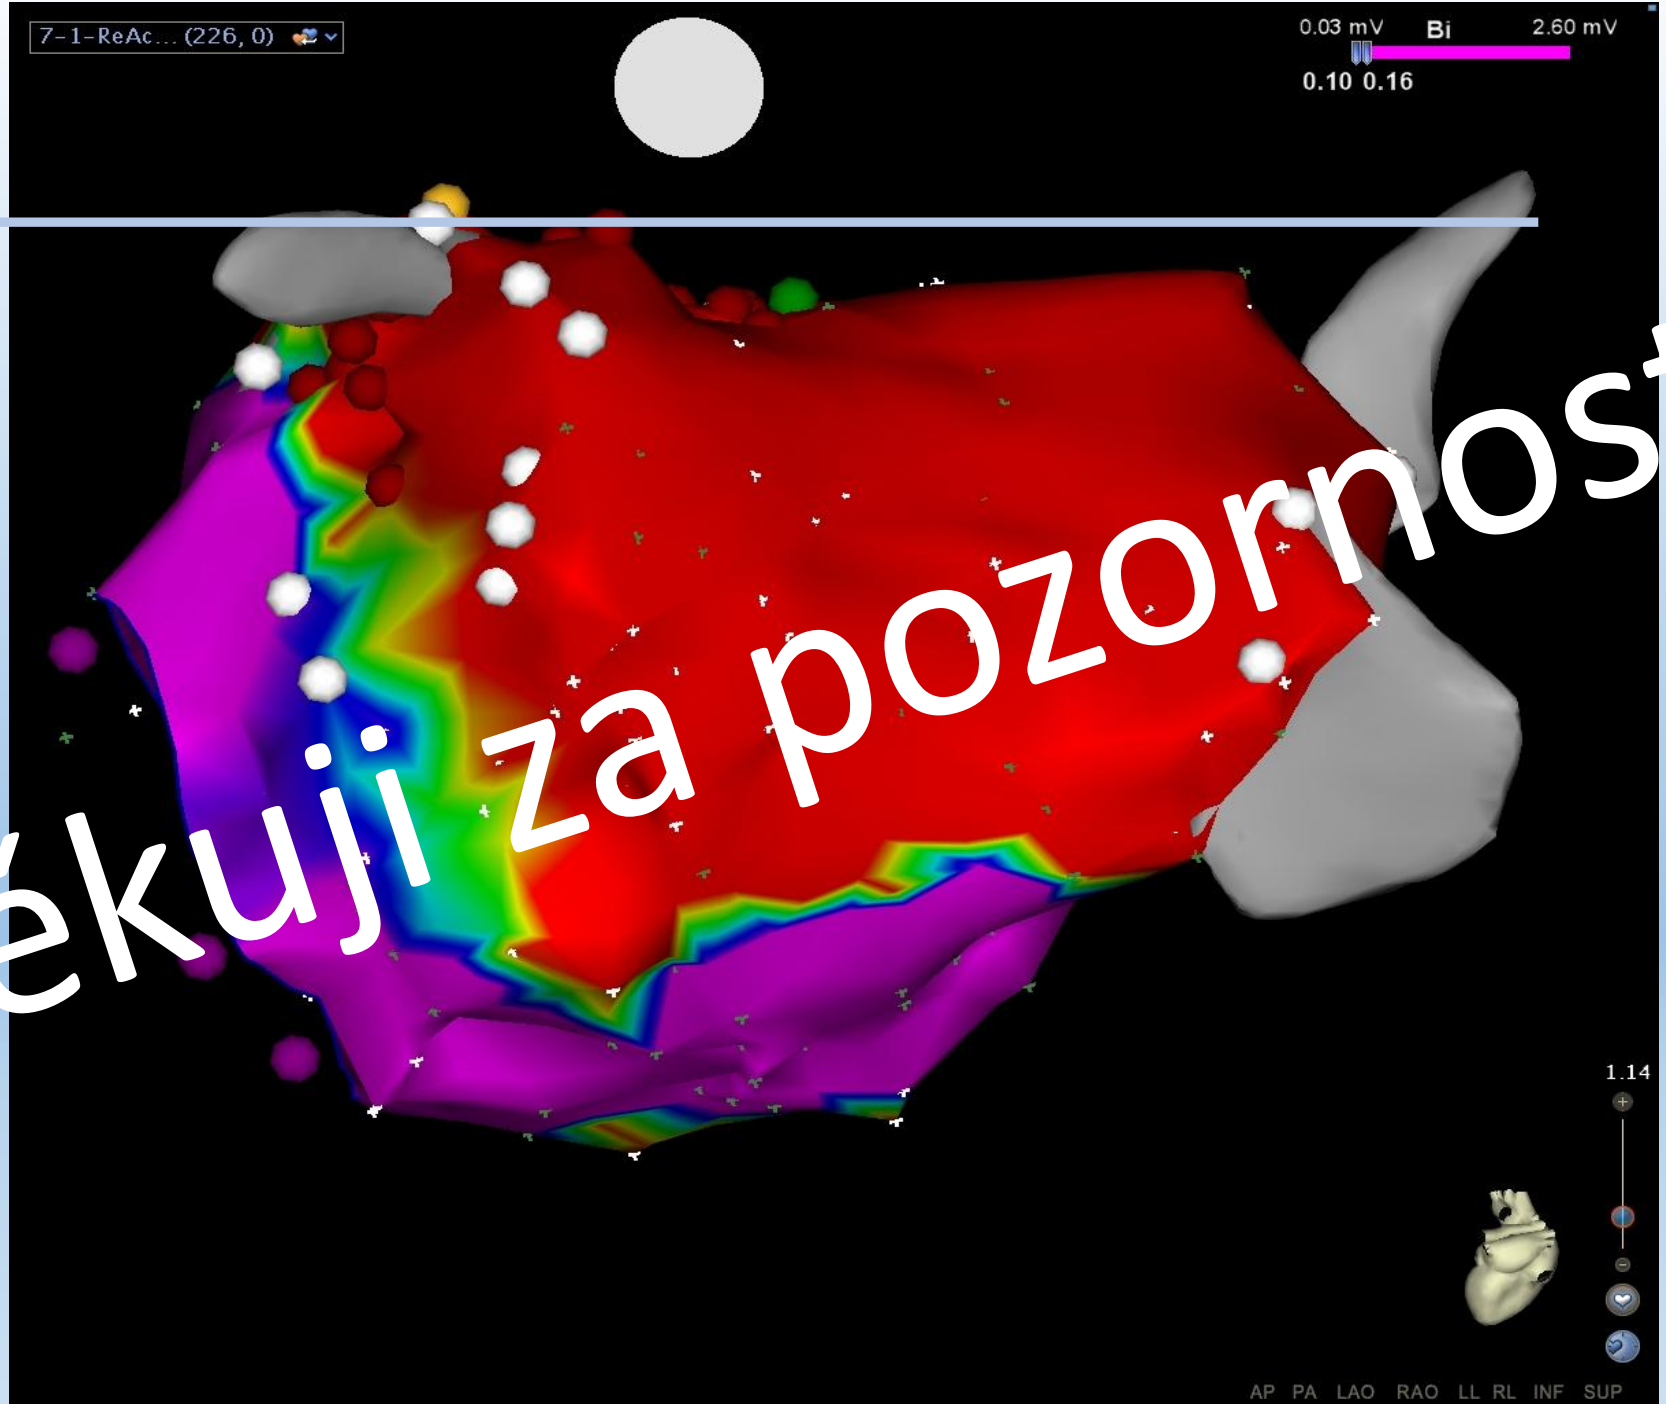 7-1-ReAc... (226, 0)
0.03 mV Bi 2.60 mV
0.10 0.16
ékuji za pozornost
1.14
AP PA LAO RAO LL RL INF SUP